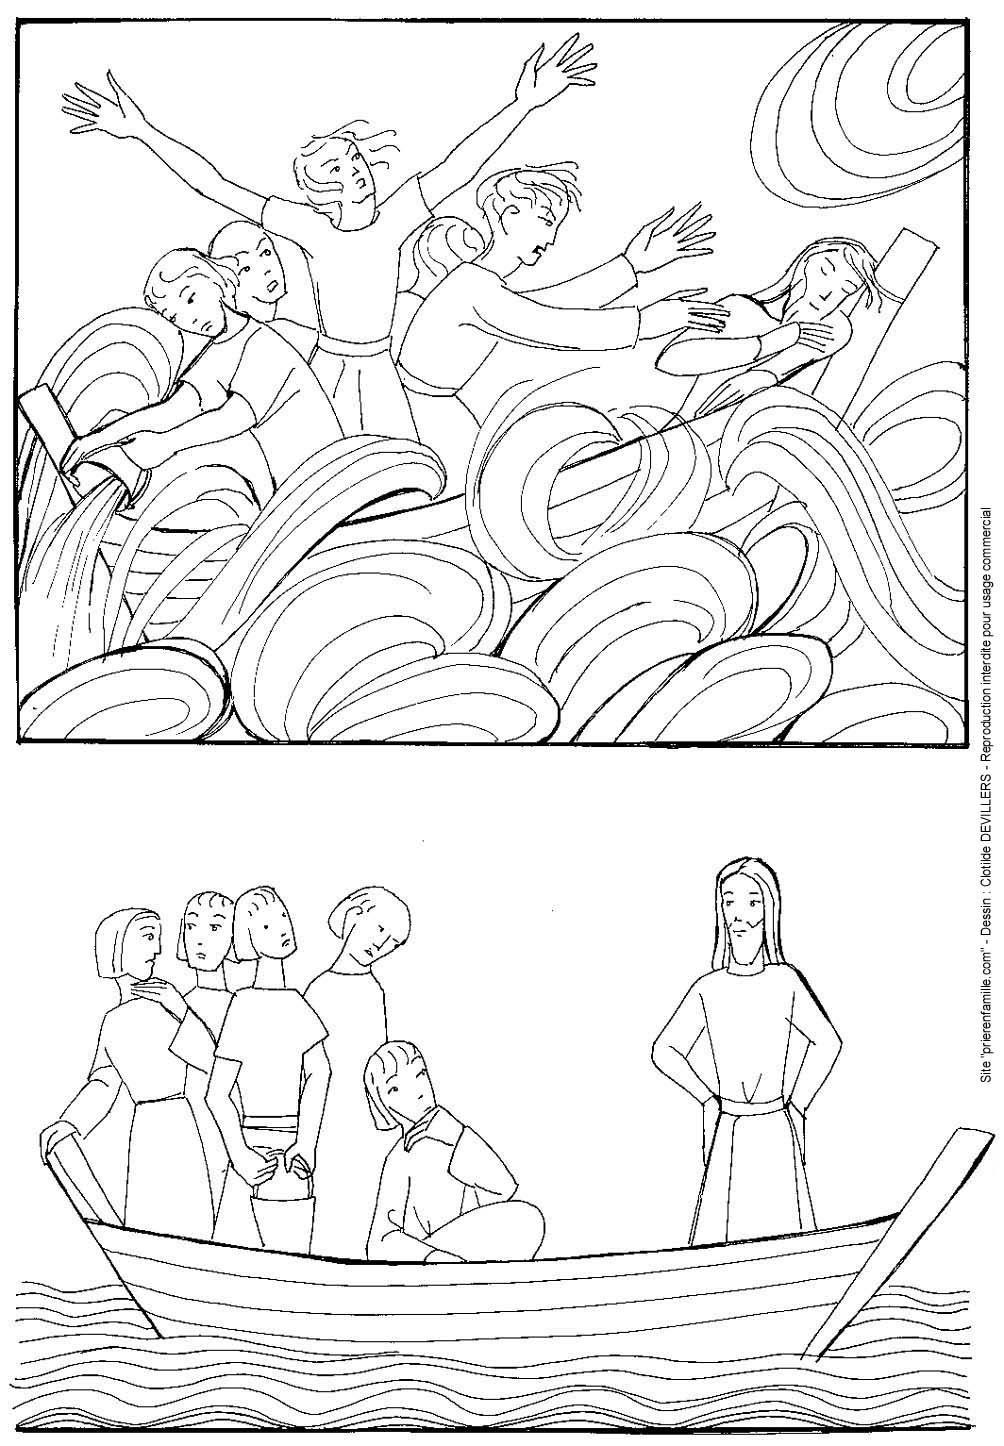 Site "prierenfamille.com" - Dessin : Clotilde DEVILLERS - Reproduction interdite pour usage commercial